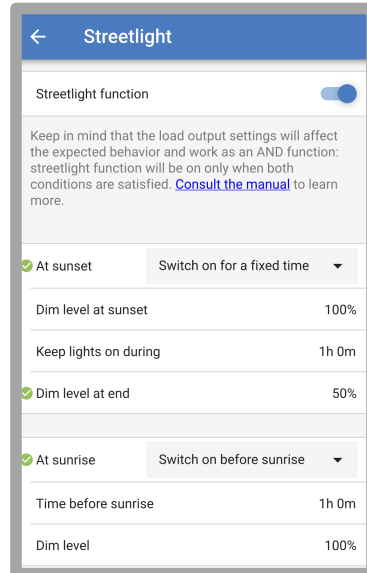 Streetlight
Streetlight function
Keep in mind that the load output settings will affect
the expected behavior and work as an AND function:
streetlight function will be on only when both
conditions are satisfied. Consult the manual to learn
more.
At sunset Switch on for a fixed time
Dim level at sunset 100%
Keep lights on during 1h 0m
Dim level at end 50%
At sunrise Switch on before sunrise
Time before sunrise 1h 0m
Dim level 100%